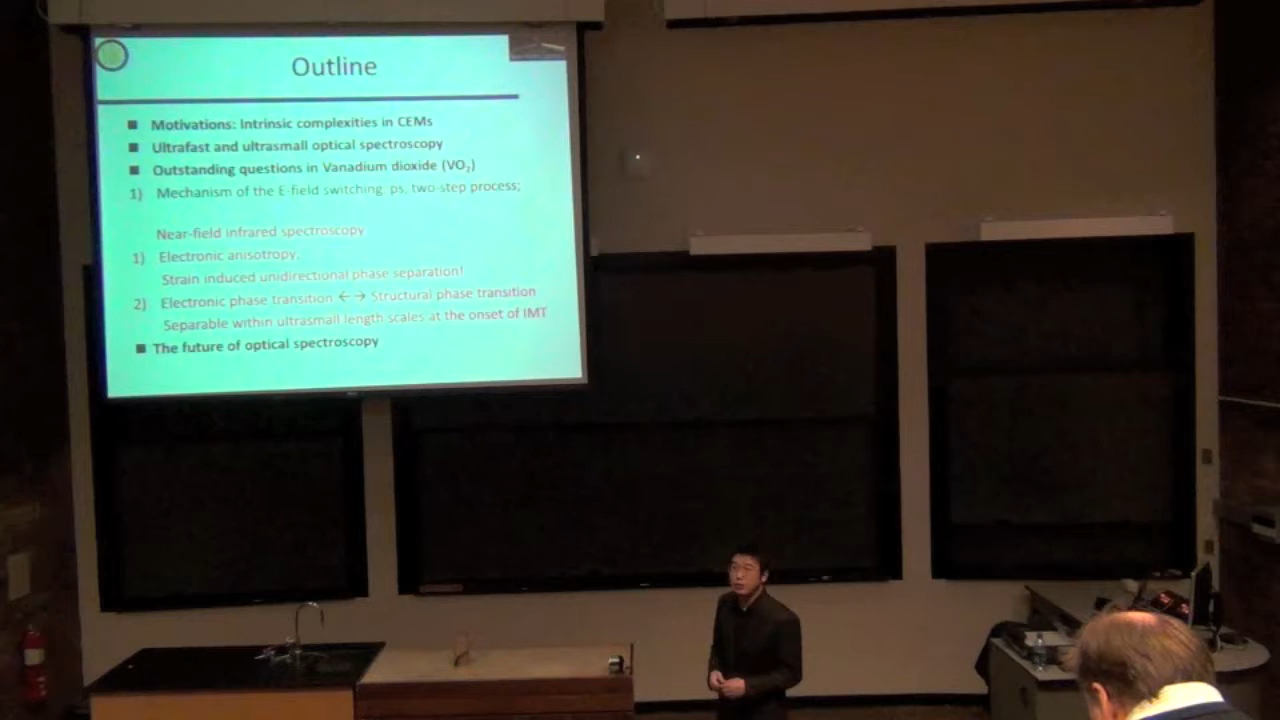 Outline
■ Motivations: Intrinsic complexities in CEMs
■ Ultrafast and ultrasmall optical spectroscopy
■ Outstanding questions in Vanadium dioxide (VO₂)
1) Mechanism of the E-field switching: ps, two-step process;
Near-field infrared spectroscopy
1) Electronic anisotropy,
Strain induced unidirectional phase separation!
2) Electronic phase transition ← → Structural phase transition
Separable within ultrasmall length scales at the onset of IMT
■ The future of optical spectroscopy